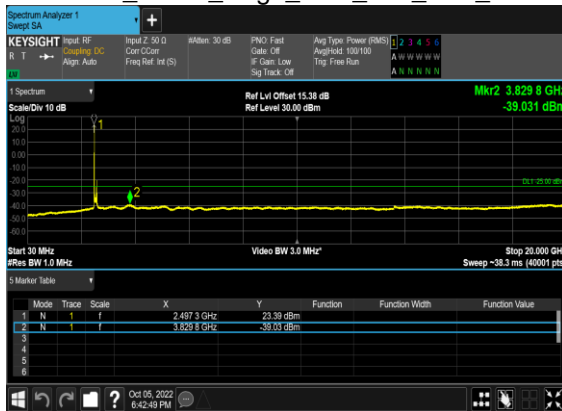 Spectrum Analyzer 1
Swept SA
KEYSIGHT Input: RF Input Z: 50 Ω #Atten: 30 dB PNO: Fast Avg Type: Power (RMS) 1 2 3 4 5 6
R T Coupling: DC Corr CCorr Gate: Off Avg|Hold: 100/100 A W W W W W
Align: Auto Freq Ref: Int (S) IF Gain: Low Trig: Free Run
Sig Track: Off A N N N N N
1 Spectrum Ref Lvl Offset 15.38 dB Mkr2 3.829 8 GHz
Scale/Div 10 dB Ref Level 30.00 dBm -39.031 dBm
Log
20.0
10.0
0.00
-10.0
-20.0
-30.0
-40.0
-50.0
-60.0
1
2
DL1 -25.00 dBm
Start 30 MHz Video BW 3.0 MHz* Stop 20.000 GHz
#Res BW 1.0 MHz Sweep ~38.3 ms (40001 pts)
5 Marker Table
Mode Trace Scale X Y Function Function Width Function Value
1 N 1 f 2.497 3 GHz 23.39 dBm
2 N 1 f 3.829 8 GHz -39.03 dBm
3
4
5
6
? Oct 05, 2022
6:42:49 PM